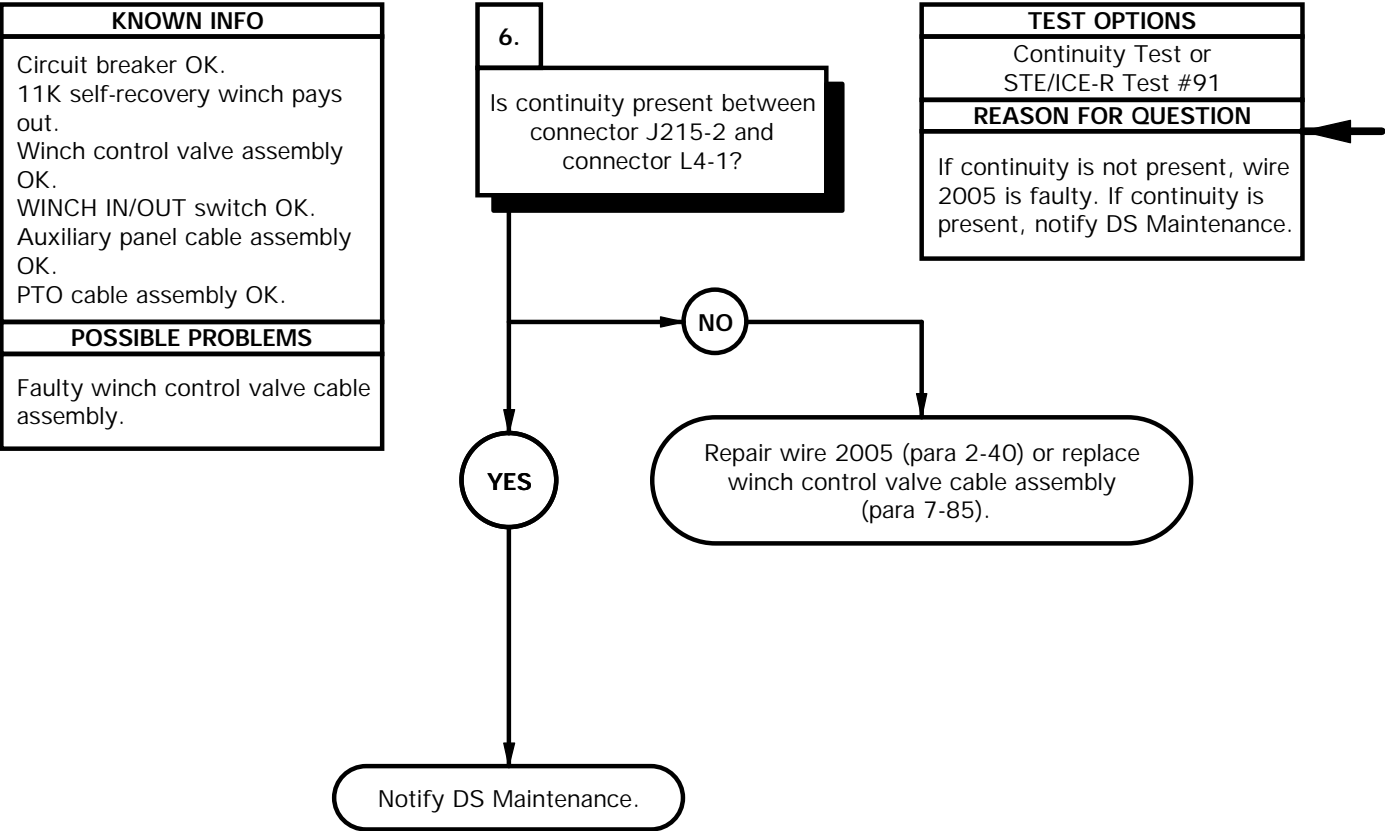 KNOWN INFO
Circuit breaker OK.
11K self-recovery winch pays
out.
Winch control valve assembly
OK.
WINCH IN/OUT switch OK.
Auxiliary panel cable assembly
OK.
PTO cable assembly OK.
POSSIBLE PROBLEMS
Faulty winch control valve cable
assembly.
6.
Is continuity present between
connector J215-2 and
connector L4-1?
TEST OPTIONS
Continuity Test or
STE/ICE-R Test #91
REASON FOR QUESTION
If continuity is not present, wire
2005 is faulty. If continuity is
present, notify DS Maintenance.
NO
YES
Repair wire 2005 (para 2-40) or replace
winch control valve cable assembly
(para 7-85).
Notify DS Maintenance.